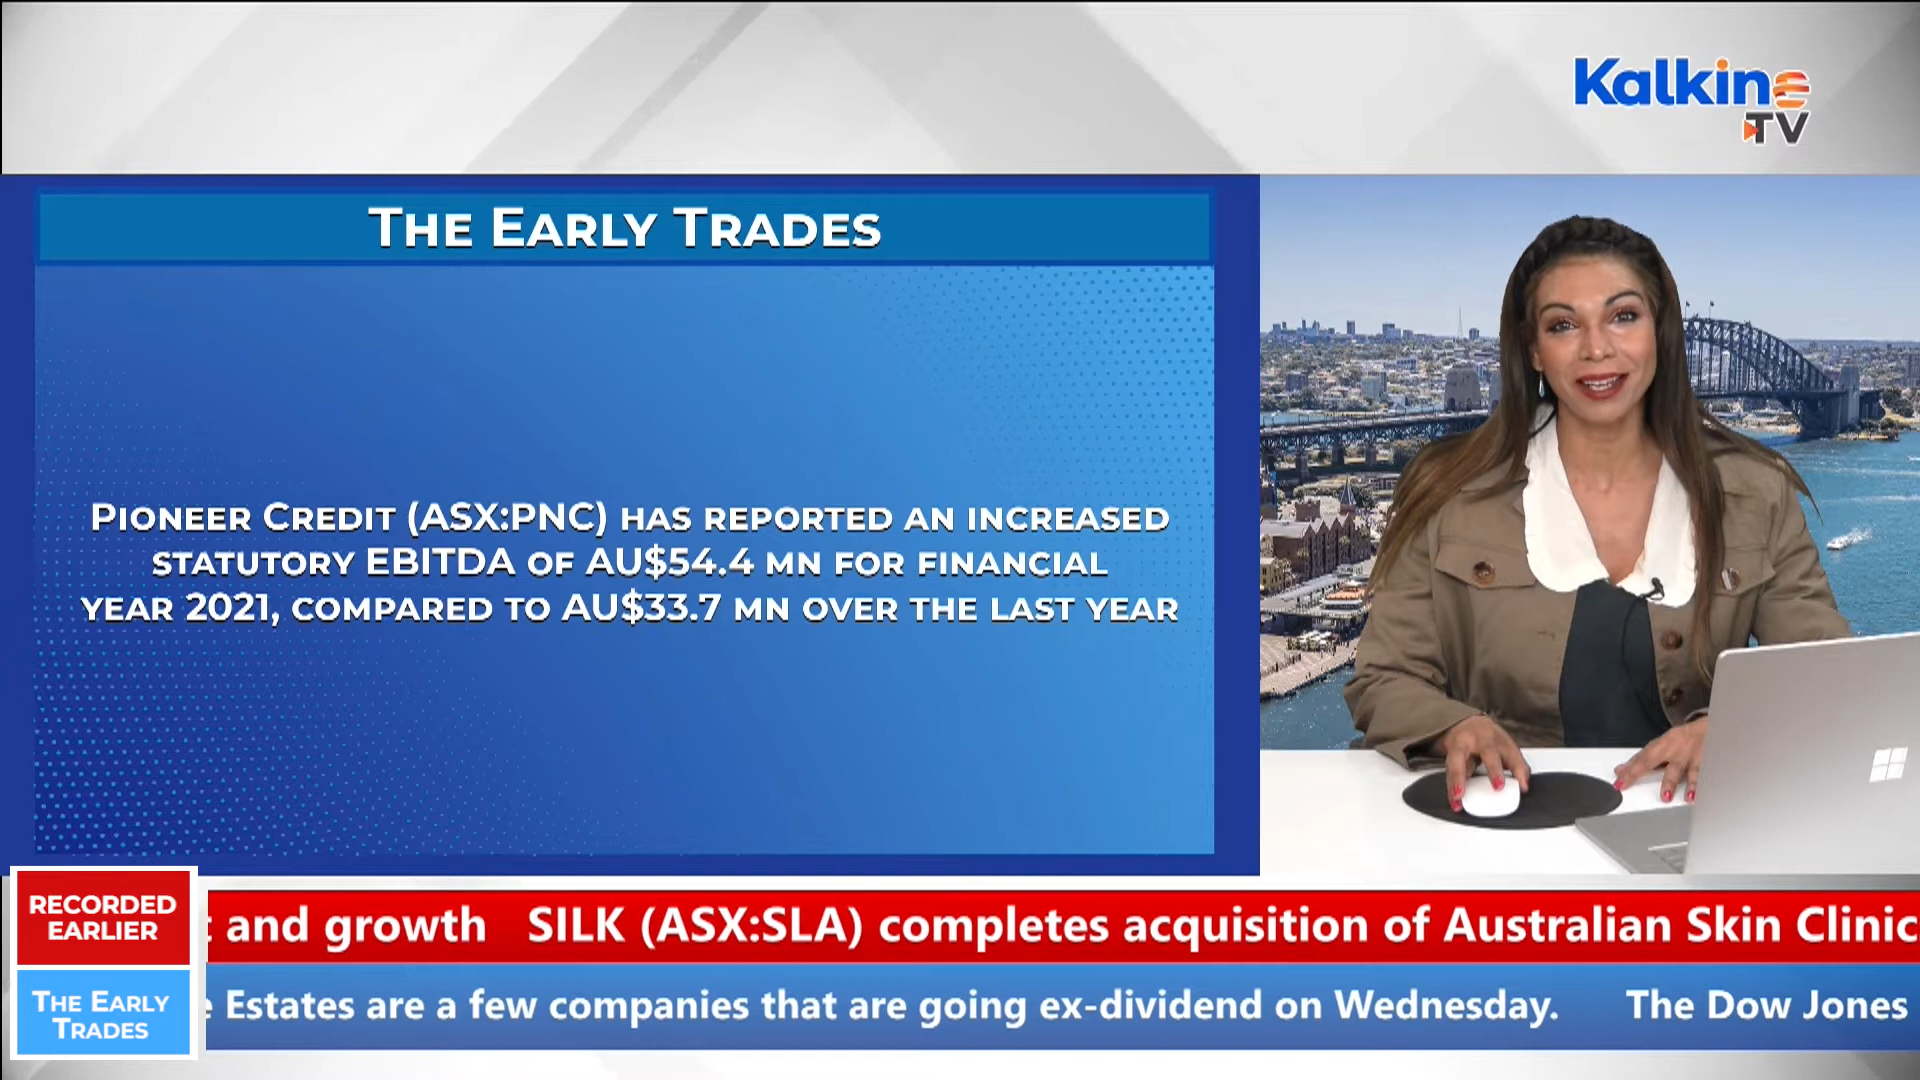 Kalkine
TV
THE EARLY TRADES
PIONEER CREDIT (ASX:PNC) HAS REPORTED AN INCREASED
STATUTORY EBITDA OF AU$54.4 MN FOR FINANCIAL
YEAR 2021, COMPARED TO AU$33.7 MN OVER THE LAST YEAR
RECORDED
EARLIER
and growth SILK (ASX:SLA) completes acquisition of Australian Skin Clinic
THE EARLY
TRADES
Estates are a few companies that are going ex-dividend on Wednesday. The Dow Jones